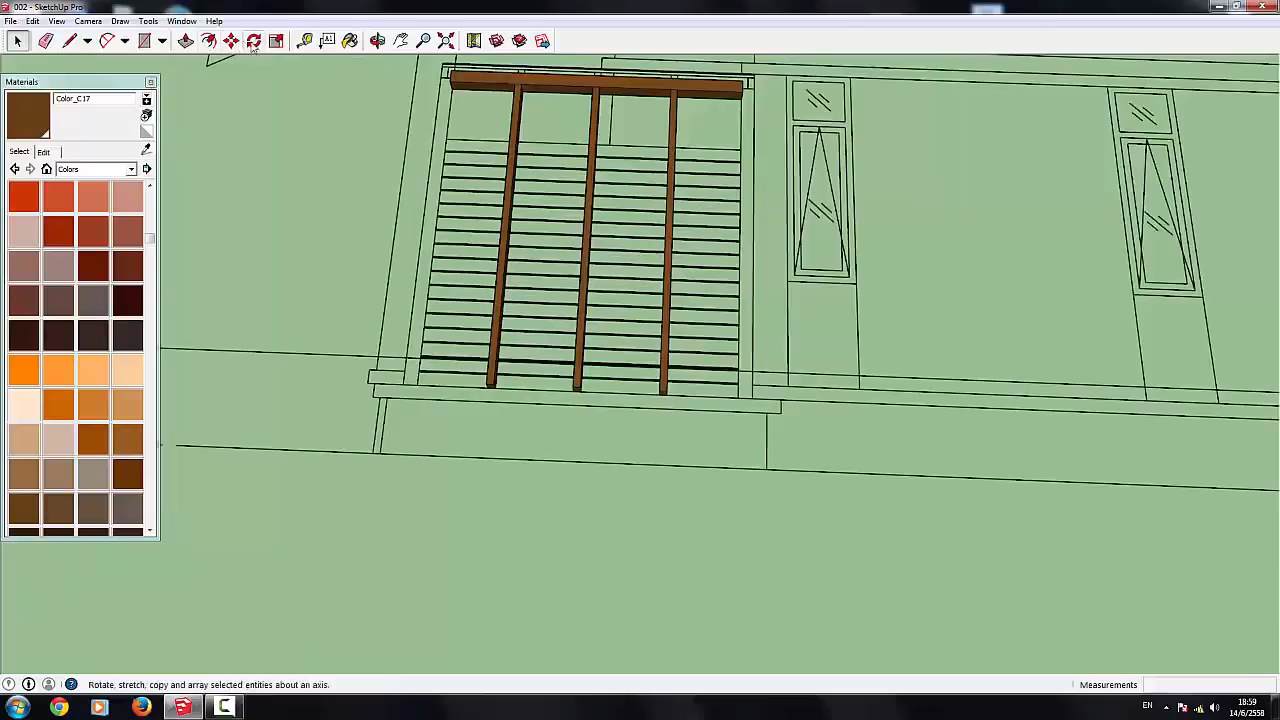 002 - SketchUp Pro
File Edit View Camera Draw Tools Window Help
Materials
Color_C17
Select Edit
Colors
Rotate, stretch, copy and array selected entities about an axis.
Measurements
EN
18:59
14/6/2558